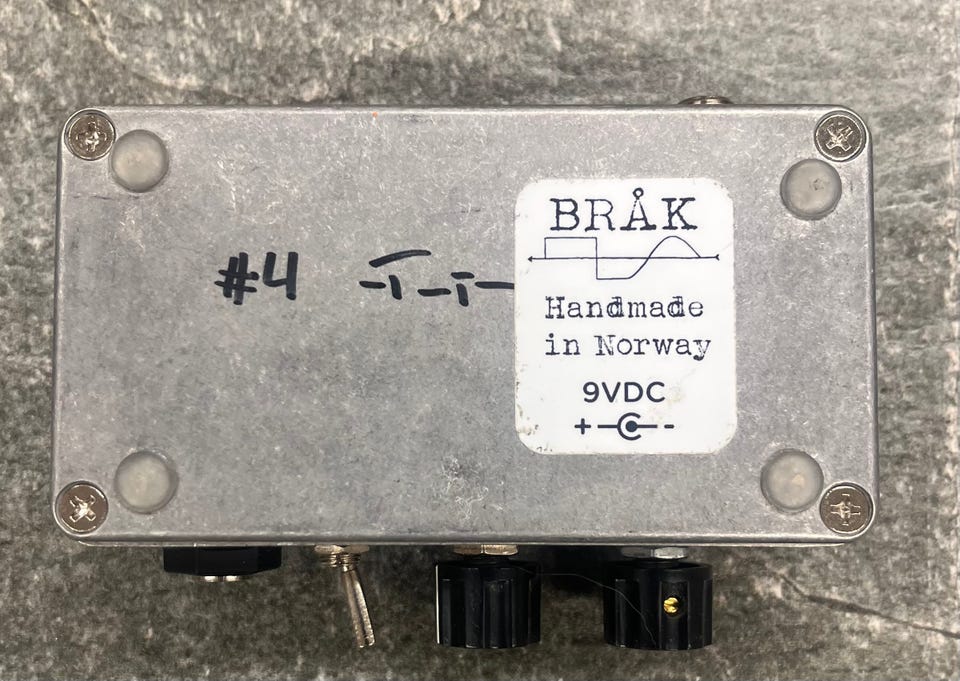 #4
BRÅK
Handmade
in Norway
9VDC
+ -